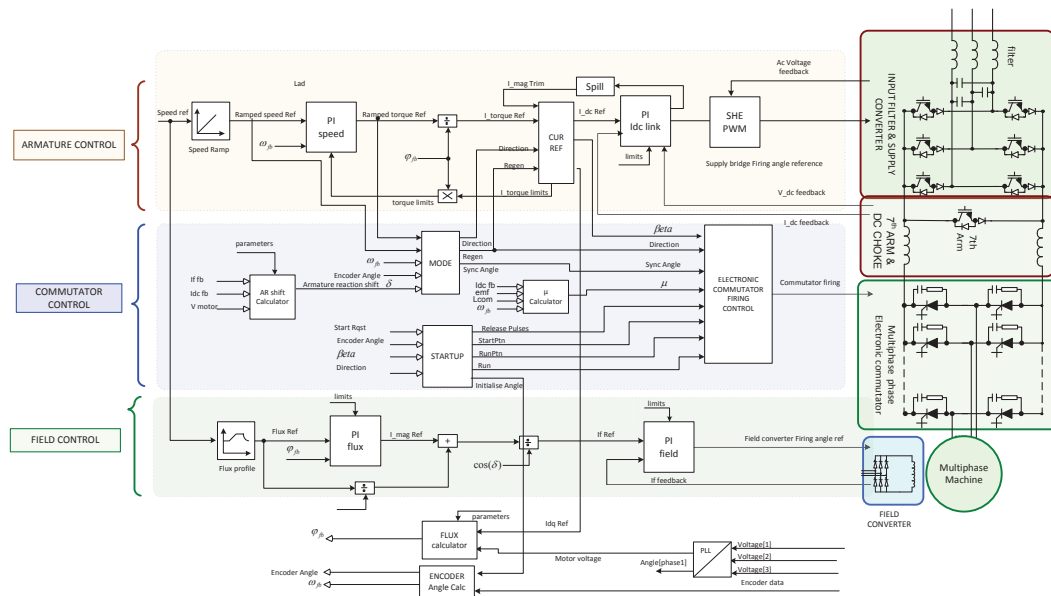 ARMATURE CONTROL
COMMUTATOR
CONTROL
FIELD CONTROL
Speed ref
Speed Ramp
Ramped speed Ref
ω_fb
Lad
PI
speed
Ramped torque Ref
÷
φ_fb
×
torque limits
I_torque limits
I_mag Trim
I_torque Ref
Direction
Regen
CUR
REF
Spill
I_dc Ref
PI
Idc link
limits
SHE
PWM
Ac Voltage
feedback
Supply bridge Firing angle reference
V_dc feedback
I_dc feedback
parameters
If fb
Idc fb
V motor
AR shift
Calculator
ω_fb
Encoder Angle
Armature reaction shift δ
MODE
Direction
Regen
Sync Angle
Idc fb
emf
Lcom
ω_fb
μ
Calculator
βeta
Direction
Sync Angle
μ
ELECTRONIC
COMMUTATOR
FIRING
CONTROL
Commutator firing
Start Rqst
Encoder Angle
βeta
Direction
STARTUP
Release Pulses
StartPtn
RunPtn
Run
Initialise Angle
Flux profile
Flux Ref
φ_fb
limits
PI
flux
I_mag Ref
+
÷
÷
cos(δ)
If Ref
limits
PI
field
If feedback
Field converter Firing angle ref
parameters
φ_fb
FLUX
calculator
Idq Ref
Motor voltage
Encoder Angle
ω_fb
ENCODER
Angle Calc
Angle[phase1]
PLL
Voltage[1]
Voltage[2]
Voltage[3]
Encoder data
filter
INPUT FILTER & SUPPLY
CONVERTER
7th ARM &
DC CHOKE
7th
Arm
Multiphase phase
Electronic commutator
FIELD
CONVERTER
Multiphase
Machine